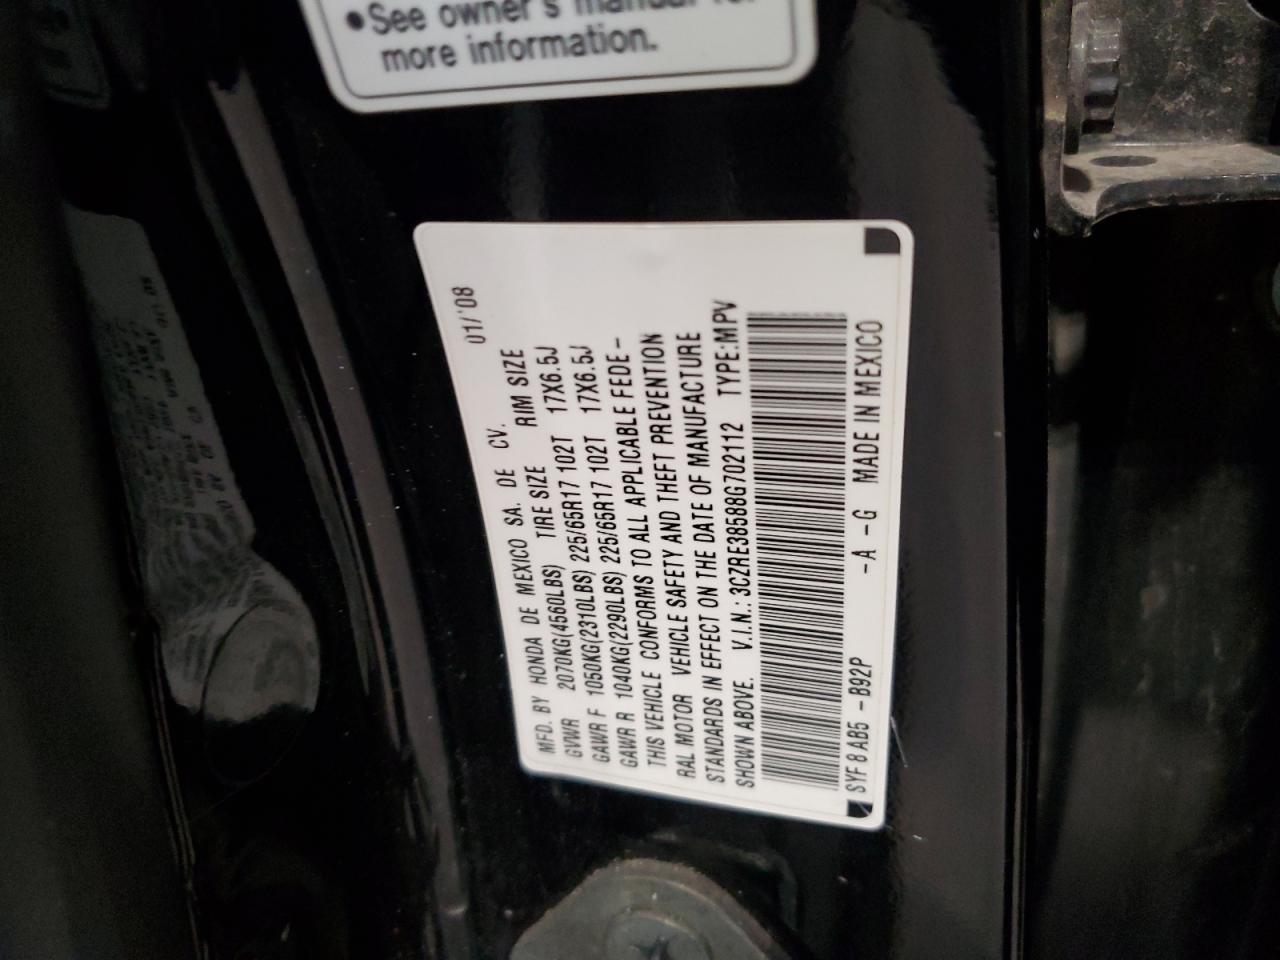 •See owner's manual for
more information.
01/'08
MFD. BY HONDA DE MEXICO SA. DE CV.
GVWR 2070KG(4560LBS) TIRE SIZE RIM SIZE
GAWR F 1050KG(2310LBS) 225/65R17 102T 17X6.5J
GAWR R 1040KG(2290LBS) 225/65R17 102T 17X6.5J
THIS VEHICLE CONFORMS TO ALL APPLICABLE FEDE-
RAL MOTOR VEHICLE SAFETY AND THEFT PREVENTION
STANDARDS IN EFFECT ON THE DATE OF MANUFACTURE
SHOWN ABOVE. V.I.N.: 3CZRE38588G702112 TYPE:MPV
SYF 8 AB5 -B92P -A -G MADE IN MEXICO